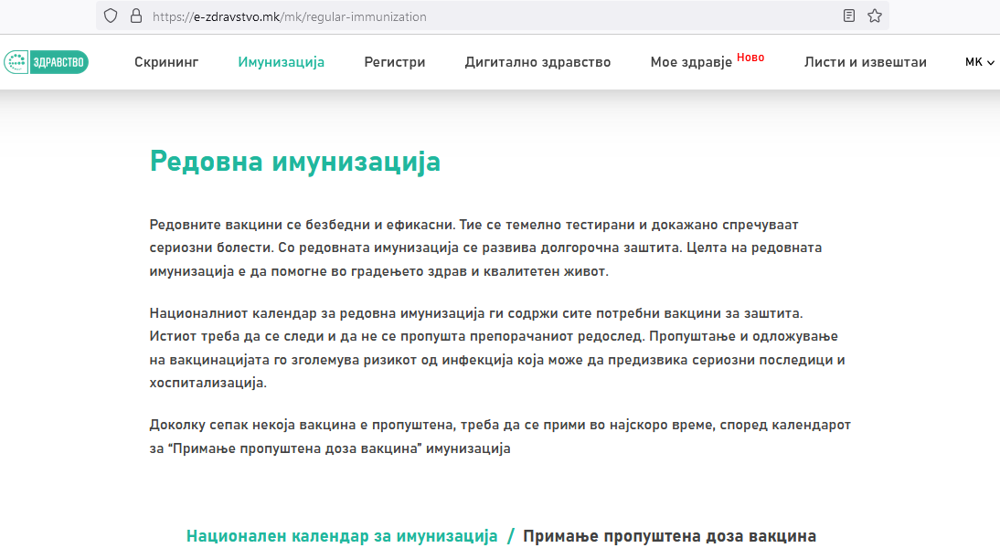 https://e-zdravstvo.mk/mk/regular-immunization
ЗДРАВСТВО Скрининг Имунизација Регистри Дигитално здравство Мое здравје Ново Листи и извештаи МК
Редовна имунизација
Редовните вакцини се безбедни и ефикасни. Тие се темелно тестирани и докажано спречуваат
сериозни болести. Со редовната имунизација се развива долгорочна заштита. Целта на редовната
имунизација е да помогне во градењето здрав и квалитетен живот.
Националниот календар за редовна имунизација ги содржи сите потребни вакцини за заштита.
Истиот треба да се следи и да не се пропушта препорачаниот редослед. Пропуштање и одложување
на вакцинацијата го зголемува ризикот од инфекција која може да предизвика сериозни последици и
хоспитализација.
Доколку сепак некоја вакцина е пропуштена, треба да се прими во најскоро време, според календарот
за “Примање пропуштена доза вакцина” имунизација
Национален календар за имунизација / Примање пропуштена доза вакцина